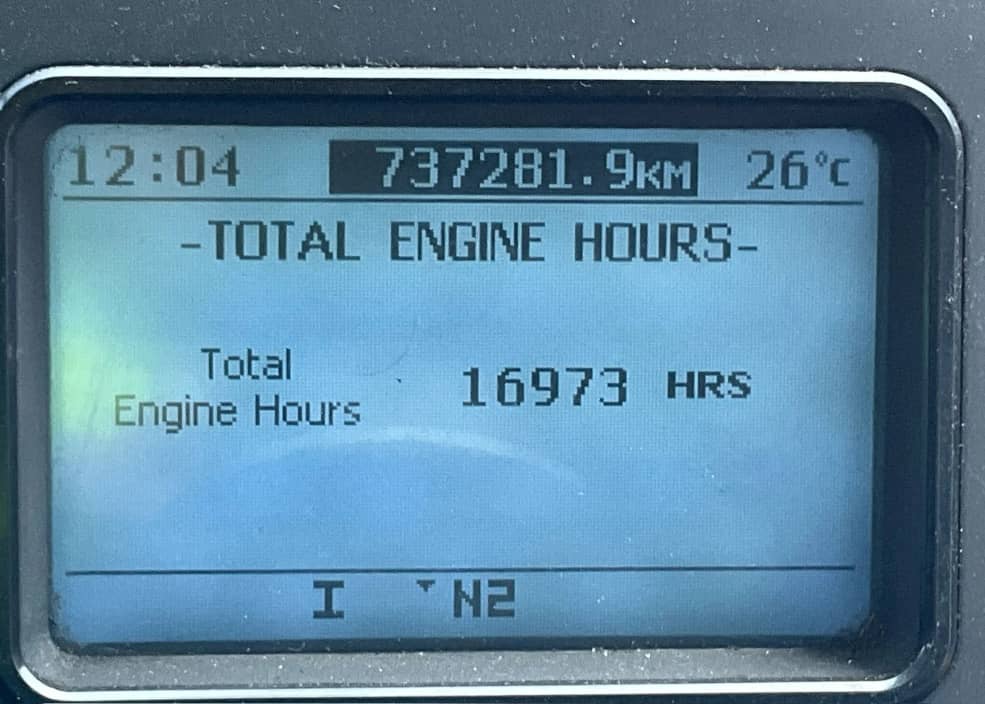 12:04 737281.9KM 26°C
-TOTAL ENGINE HOURS-
Total
Engine Hours 16973 HRS
I N2